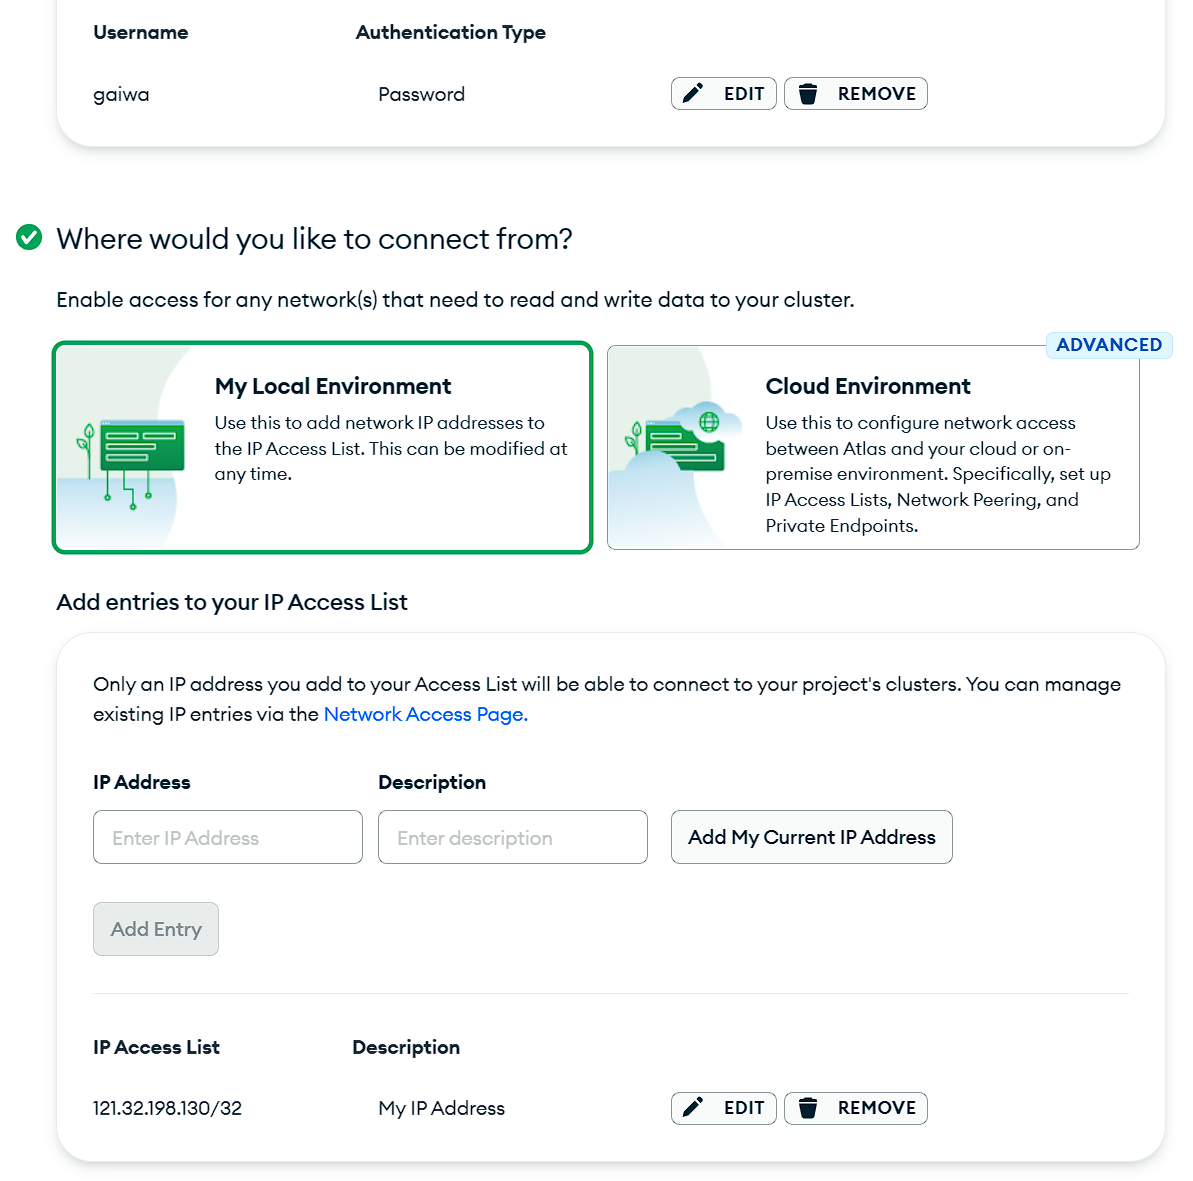 Username Authentication Type
gaiwa Password EDIT REMOVE
Where would you like to connect from?
Enable access for any network(s) that need to read and write data to your cluster.
ADVANCED
My Local Environment
Use this to add network IP addresses to
the IP Access List. This can be modified at
any time.
Cloud Environment
Use this to configure network access
between Atlas and your cloud or on-
premise environment. Specifically, set up
IP Access Lists, Network Peering, and
Private Endpoints.
Add entries to your IP Access List
Only an IP address you add to your Access List will be able to connect to your project's clusters. You can manage
existing IP entries via the Network Access Page.
IP Address Description
Enter IP Address Enter description Add My Current IP Address
Add Entry
IP Access List Description
121.32.198.130/32 My IP Address EDIT REMOVE